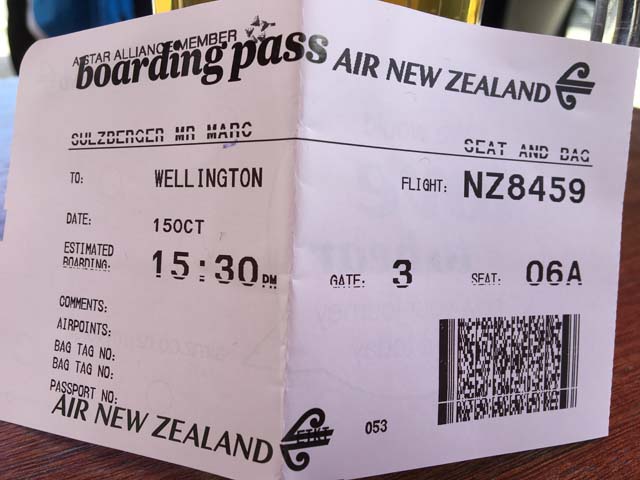 A STAR ALLIANCE MEMBER
boarding pass AIR NEW ZEALAND
SULZBERGER MR MARC
SEAT AND BAG
TO: WELLINGTON FLIGHT: NZ8459
DATE: 15OCT
ESTIMATED
BOARDING: 15:30PM GATE: 3 SEAT: 06A
COMMENTS:
AIRPOINTS:
BAG TAG NO:
BAG TAG NO:
PASSPORT NO:
AIR NEW ZEALAND ETKT 053